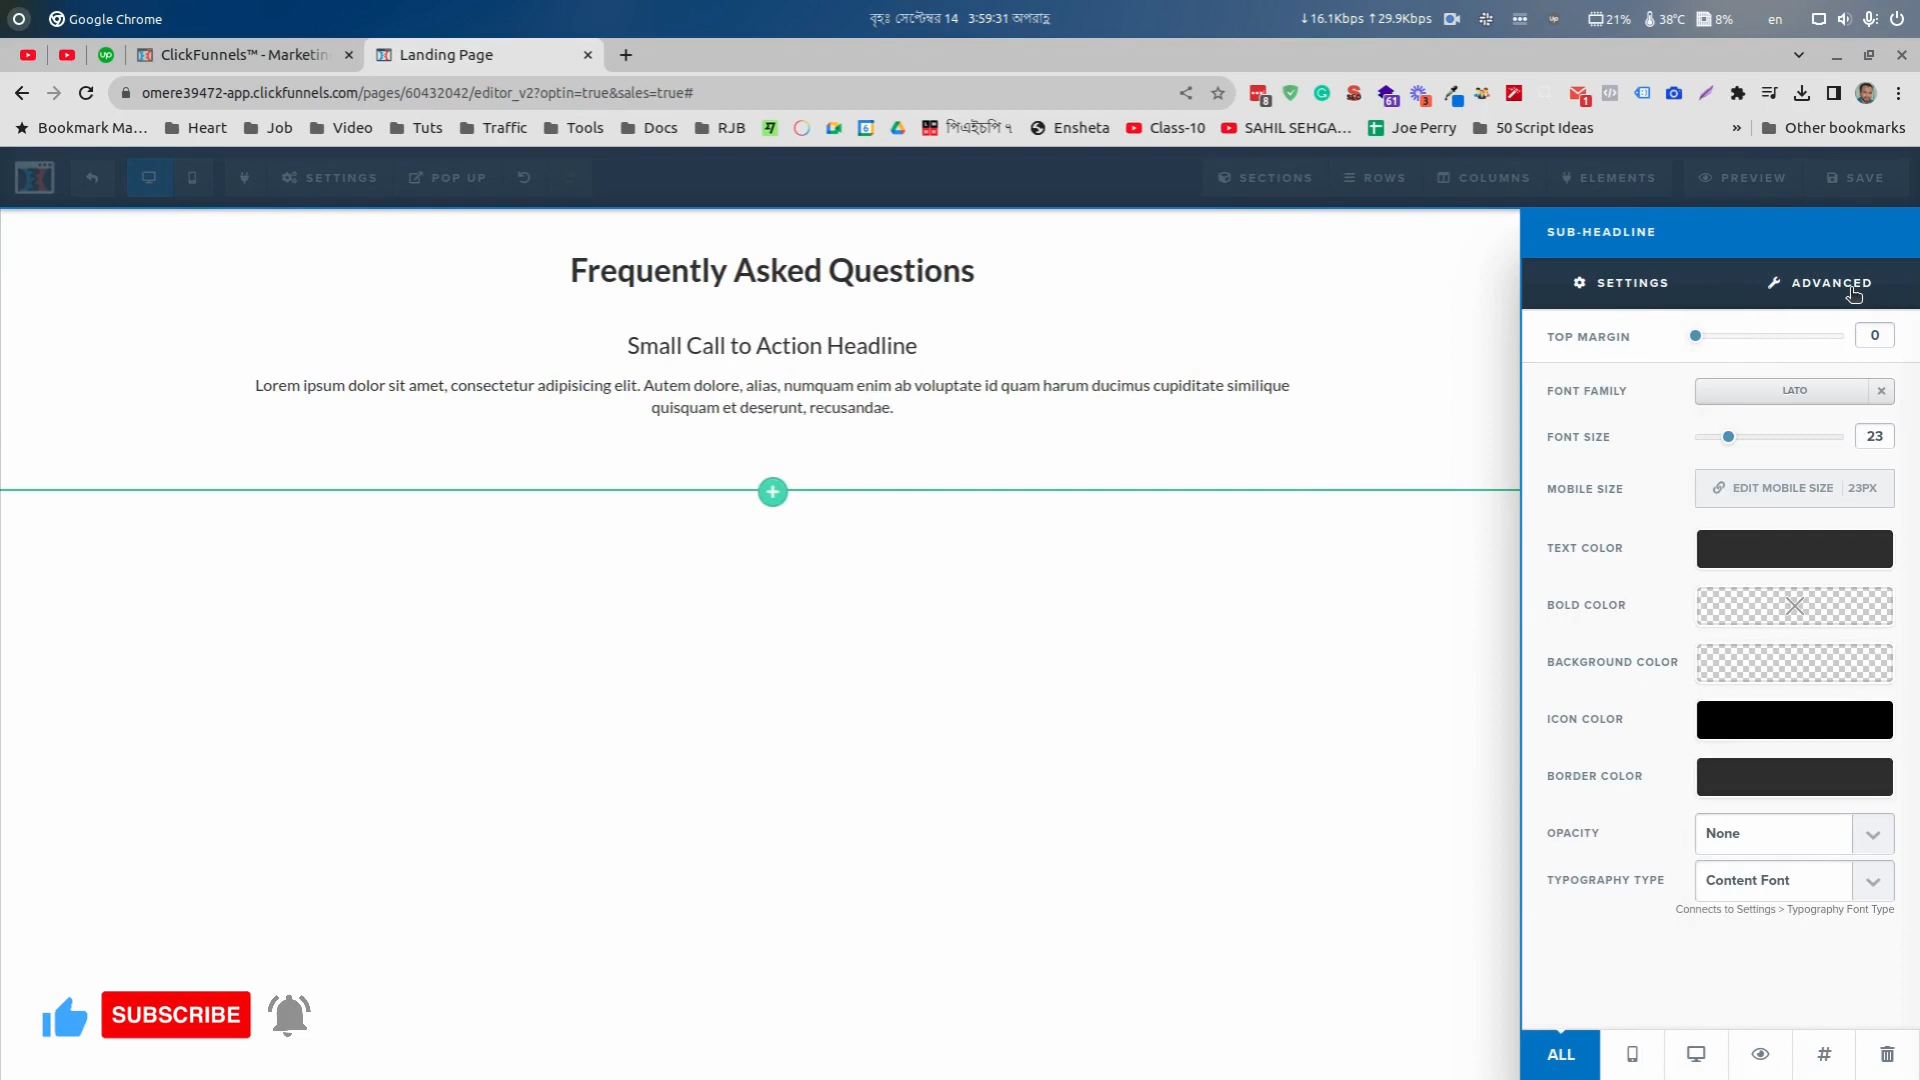 Google Chrome
বৃহঃ সেপ্টেম্বর 14 3:59:31 অপরাহ্ণ
↓16.1Kbps ↑29.9Kbps 21% 38°C 8% en
ClickFunnels™ - Marketin
Landing Page
omere39472-app.clickfunnels.com/pages/60432042/editor_v2?optin=true&sales=true#
8 61 3 1
Bookmark Ma... Heart Job Video Tuts Traffic Tools Docs RJB পিএইচপি ৭ Ensheta Class-10 SAHIL SEHGA... Joe Perry 50 Script Ideas » Other bookmarks
SETTINGS POP UP SECTIONS ROWS COLUMNS ELEMENTS PREVIEW SAVE
Frequently Asked Questions
Small Call to Action Headline
Lorem ipsum dolor sit amet, consectetur adipisicing elit. Autem dolore, alias, numquam enim ab voluptate id quam harum ducimus cupiditate similique
quisquam et deserunt, recusandae.
SUBSCRIBE
SUB-HEADLINE
SETTINGS ADVANCED
TOP MARGIN 0
FONT FAMILY LATO
FONT SIZE 23
MOBILE SIZE EDIT MOBILE SIZE 23PX
TEXT COLOR
BOLD COLOR
BACKGROUND COLOR
ICON COLOR
BORDER COLOR
OPACITY None
TYPOGRAPHY TYPE Content Font
Connects to Settings > Typography Font Type
ALL #